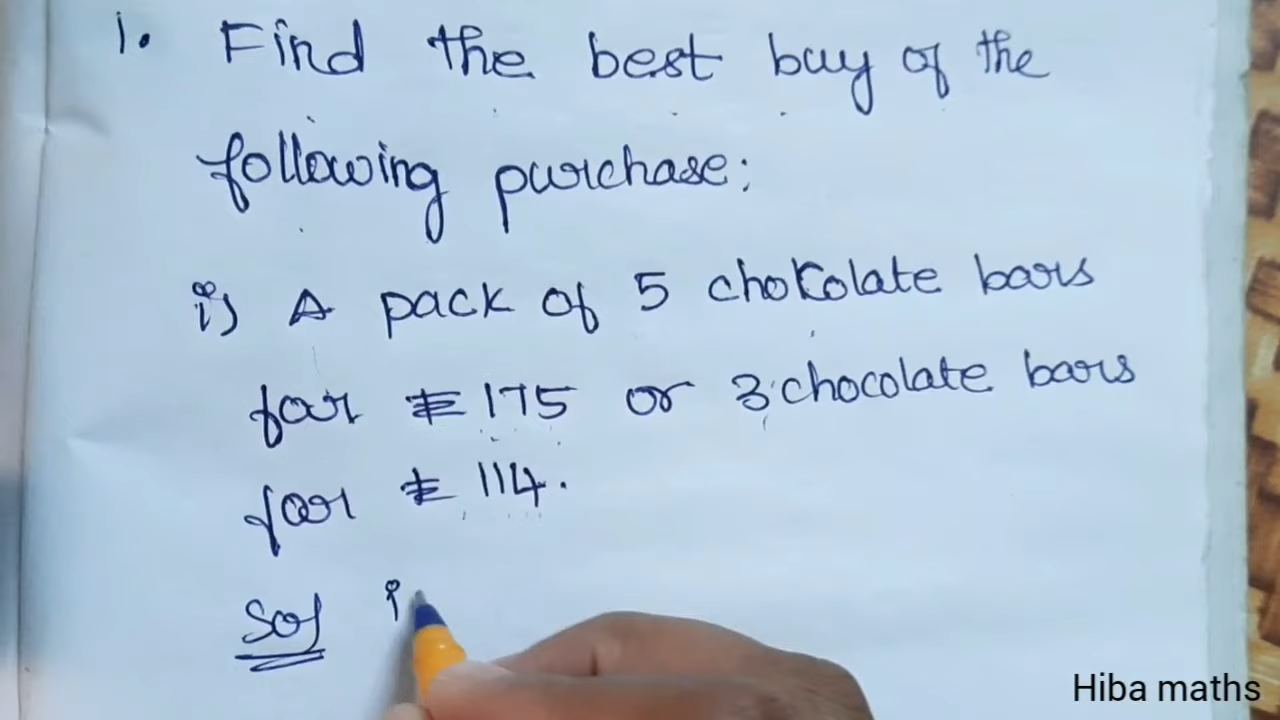 1. Find the best buy of the
following purchase:
i) A pack of 5 chokolate bars
for ₹ 175 or 3 chocolate bars
for ₹ 114.
Sol i
Hiba maths